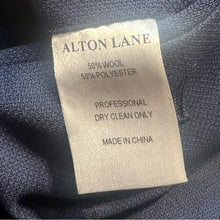 ALTON LANE
50% WOOL
50% POLYESTER
PROFESSIONAL
DRY CLEAN ONLY
MADE IN CHINA